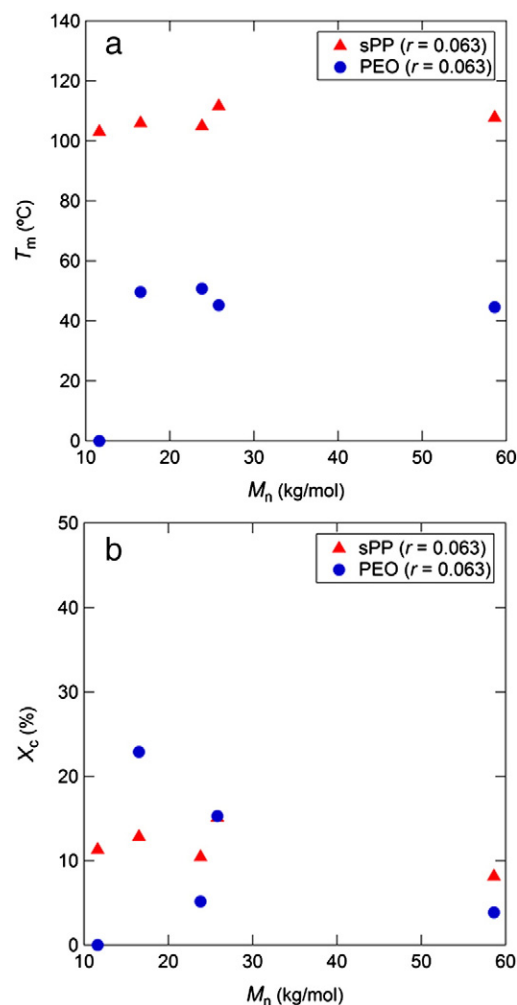 a
sPP (r = 0.063)
PEO (r = 0.063)
140
120
100
80
60
40
20
0
Tm (ºC)
10 20 30 40 50 60
Mn (kg/mol)
b
sPP (r = 0.063)
PEO (r = 0.063)
50
40
30
20
10
0
Xc (%)
10 20 30 40 50 60
Mn (kg/mol)